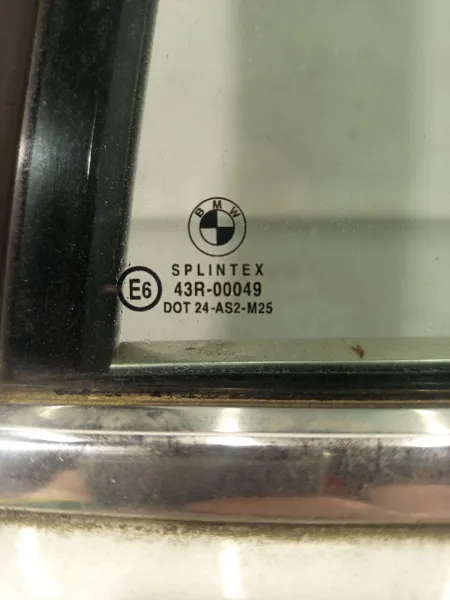 BMW
SPLINTEX
E6
43R-00049
DOT 24-AS2-M25